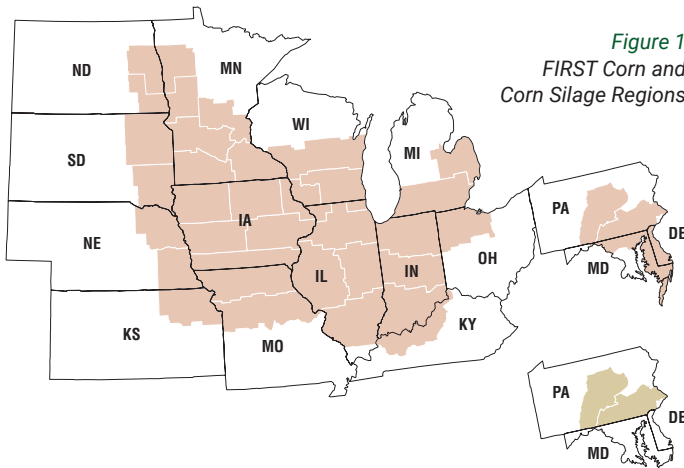 Figure 1
FIRST Corn and
Corn Silage Regions
ND
MN
WI
MI
SD
PA
DE
IA
NE
OH
MD
IL
IN
KS
MO
KY
PA
DE
MD